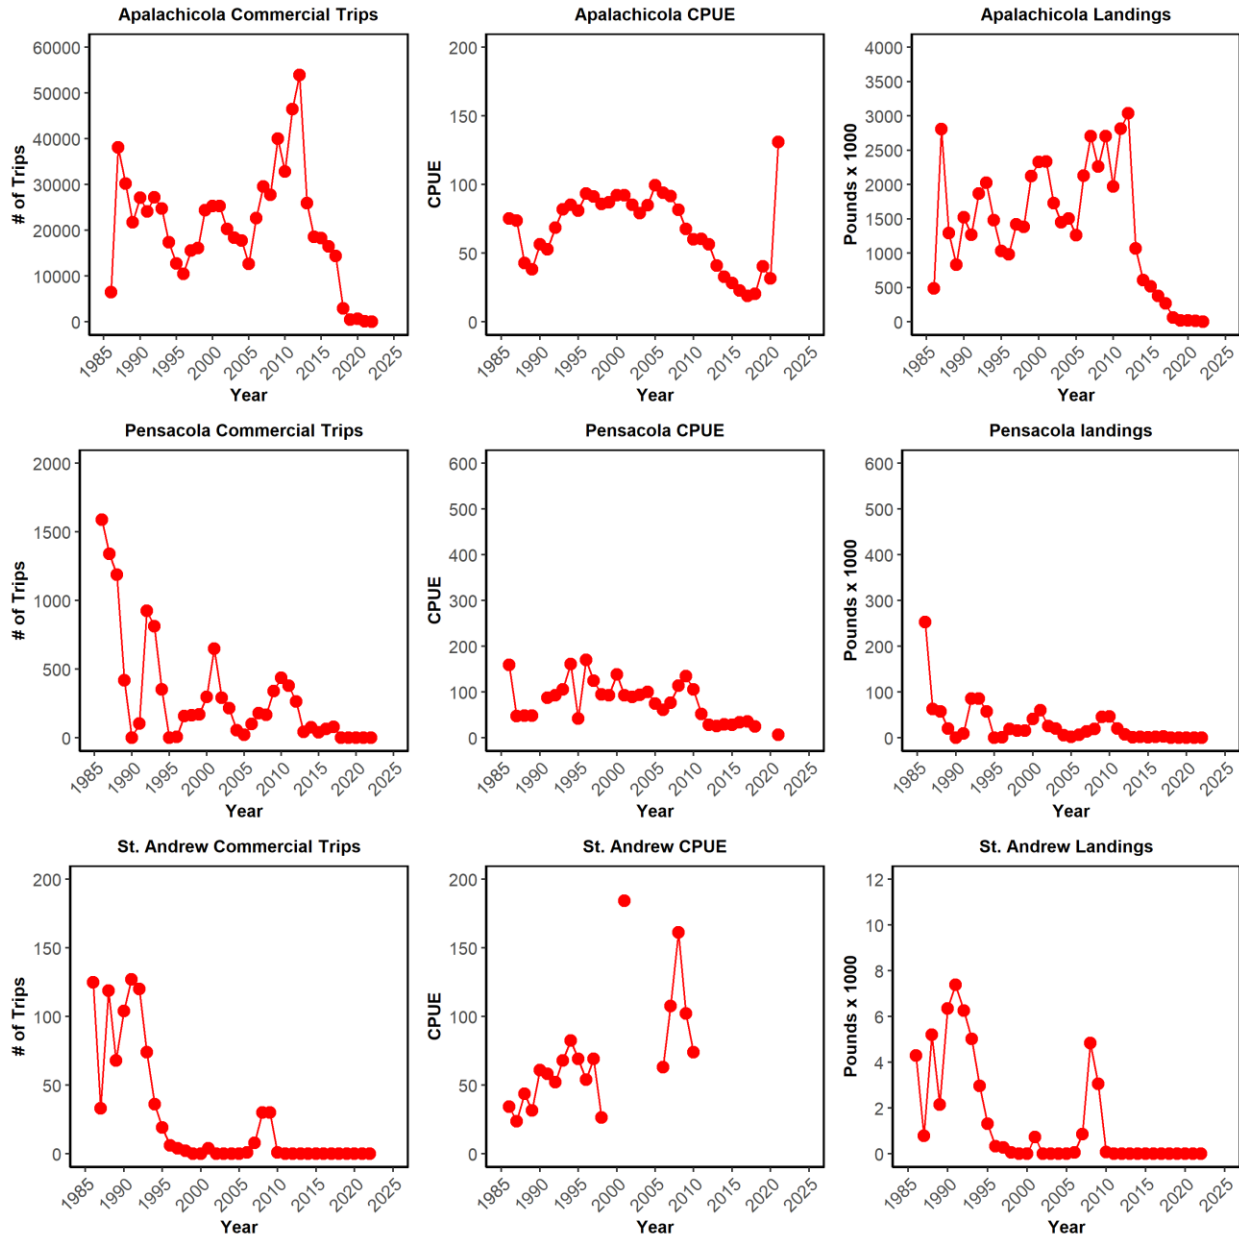 Apalachicola Commercial Trips
# of Trips
60000
50000
40000
30000
20000
10000
0
1985 1990 1995 2000 2005 2010 2015 2020 2025
Year
Apalachicola CPUE
CPUE
200
150
100
50
0
1985 1990 1995 2000 2005 2010 2015 2020 2025
Year
Apalachicola Landings
Pounds x 1000
4000
3500
3000
2500
2000
1500
1000
500
0
1985 1990 1995 2000 2005 2010 2015 2020 2025
Year
Pensacola Commercial Trips
# of Trips
2000
1500
1000
500
0
1985 1990 1995 2000 2005 2010 2015 2020 2025
Year
Pensacola CPUE
CPUE
600
500
400
300
200
100
0
1985 1990 1995 2000 2005 2010 2015 2020 2025
Year
Pensacola landings
Pounds x 1000
600
500
400
300
200
100
0
1985 1990 1995 2000 2005 2010 2015 2020 2025
Year
St. Andrew Commercial Trips
# of Trips
200
150
100
50
0
1985 1990 1995 2000 2005 2010 2015 2020 2025
Year
St. Andrew CPUE
CPUE
200
150
100
50
0
1985 1990 1995 2000 2005 2010 2015 2020 2025
Year
St. Andrew Landings
Pounds x 1000
12
10
8
6
4
2
0
1985 1990 1995 2000 2005 2010 2015 2020 2025
Year